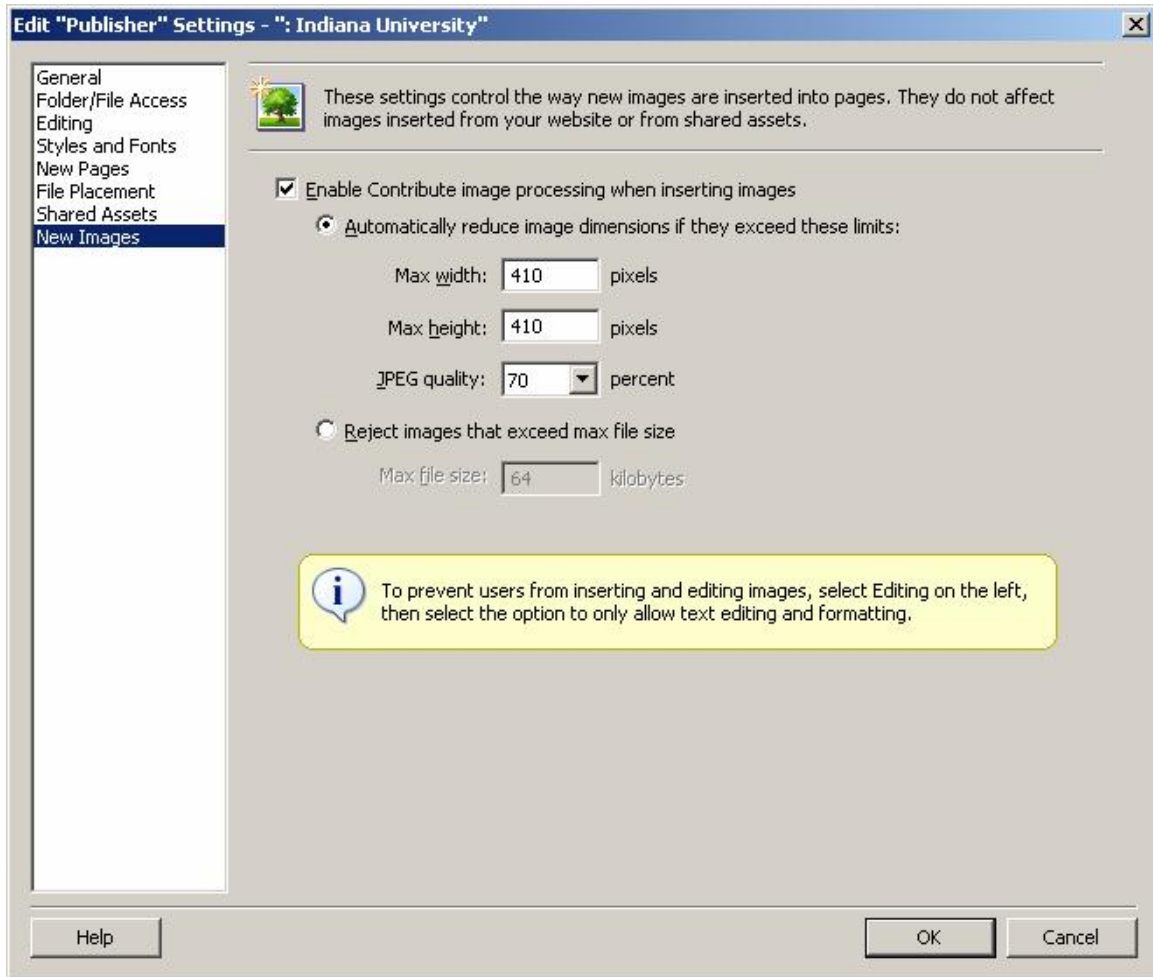 Edit "Publisher" Settings - ": Indiana University"
General
Folder/File Access
Editing
Styles and Fonts
New Pages
File Placement
Shared Assets
New Images
These settings control the way new images are inserted into pages. They do not affect
images inserted from your website or from shared assets.
Enable Contribute image processing when inserting images
Automatically reduce image dimensions if they exceed these limits:
Max width: 410 pixels
Max height: 410 pixels
JPEG quality: 70 percent
Reject images that exceed max file size
Max file size: 64 kilobytes
To prevent users from inserting and editing images, select Editing on the left,
then select the option to only allow text editing and formatting.
Help OK Cancel